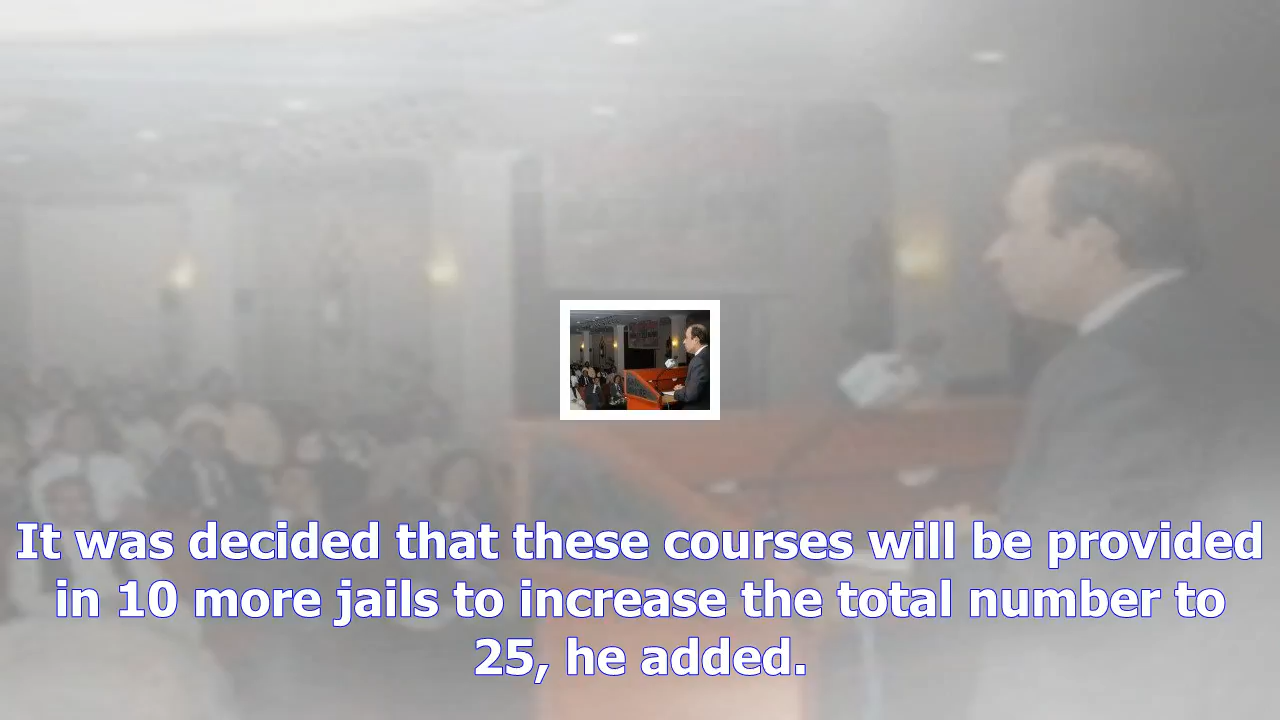 It was decided that these courses will be provided
in 10 more jails to increase the total number to
25, he added.